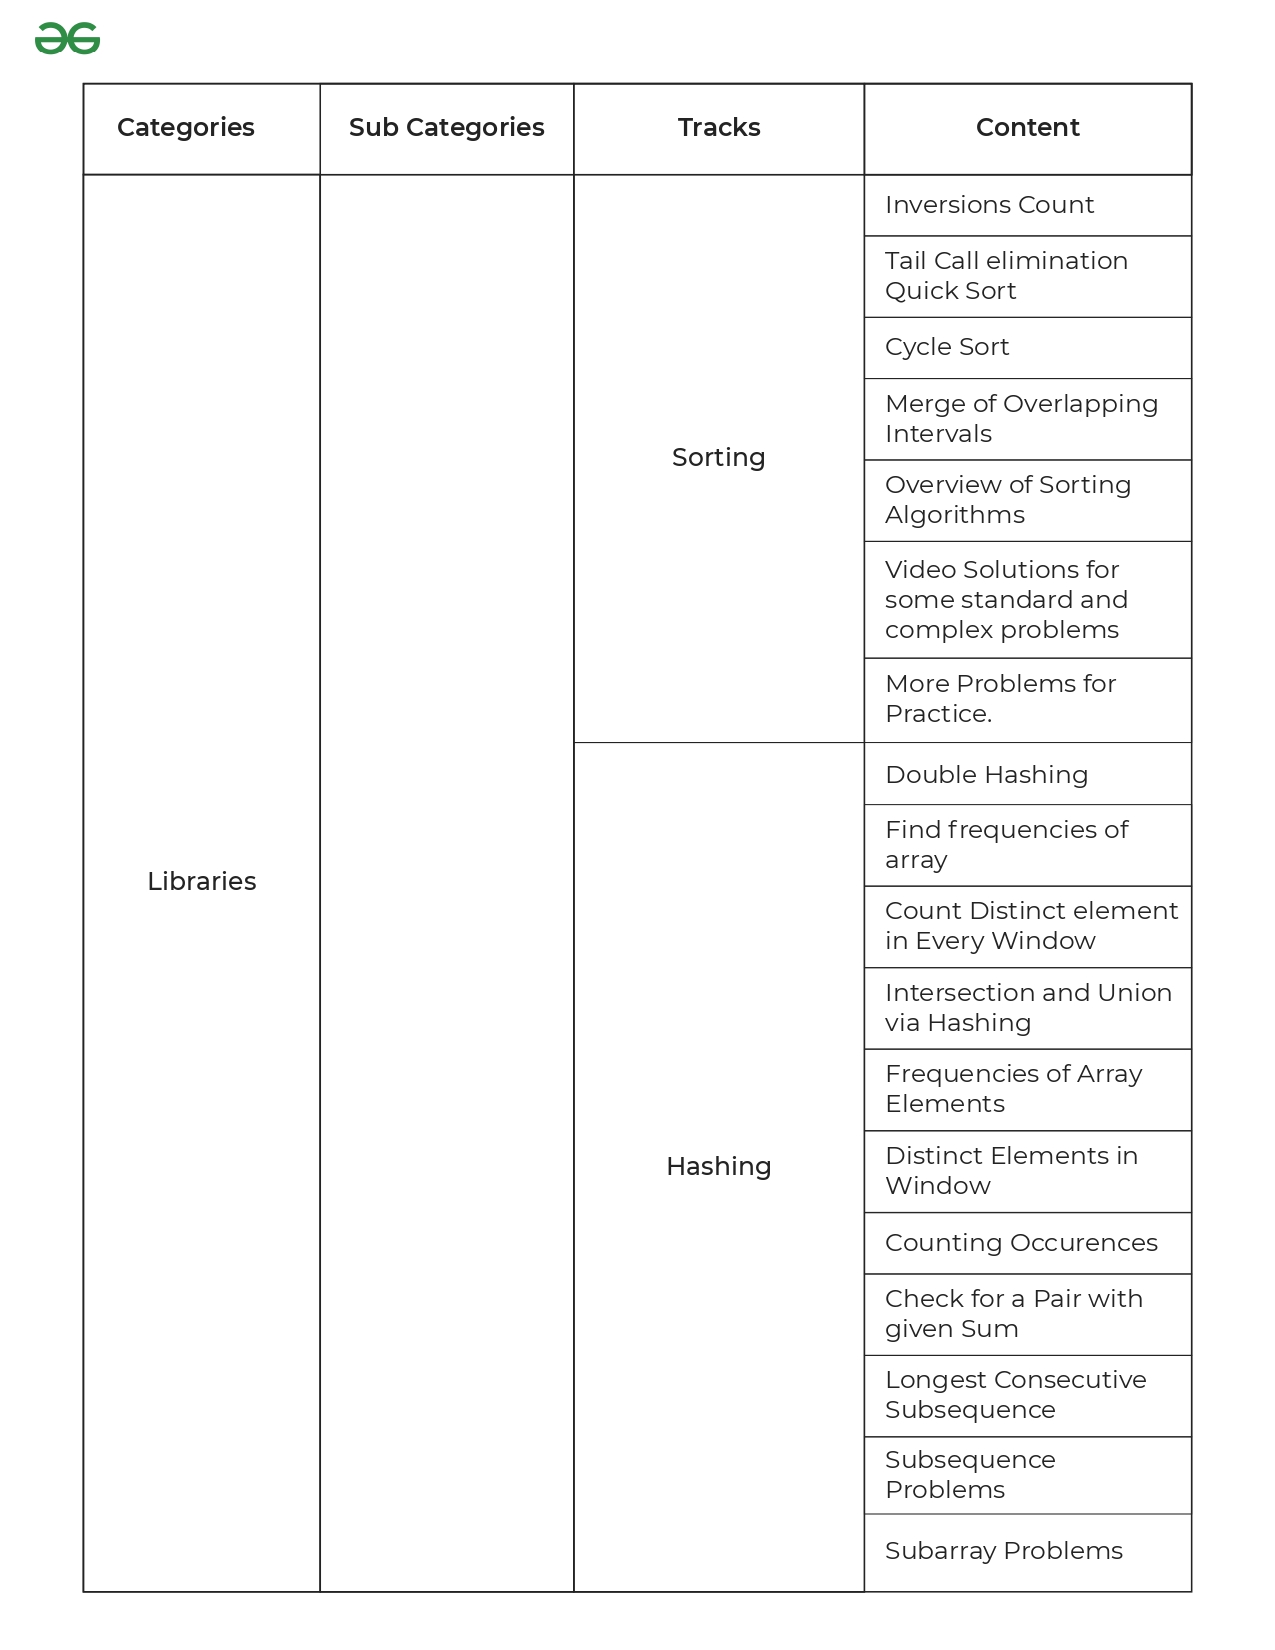 Categories
Sub Categories
Tracks
Content
Libraries
Sorting
Inversions Count
Tail Call elimination
Quick Sort
Cycle Sort
Merge of Overlapping
Intervals
Overview of Sorting
Algorithms
Video Solutions for
some standard and
complex problems
More Problems for
Practice.
Hashing
Double Hashing
Find frequencies of
array
Count Distinct element
in Every Window
Intersection and Union
via Hashing
Frequencies of Array
Elements
Distinct Elements in
Window
Counting Occurences
Check for a Pair with
given Sum
Longest Consecutive
Subsequence
Subsequence
Problems
Subarray Problems